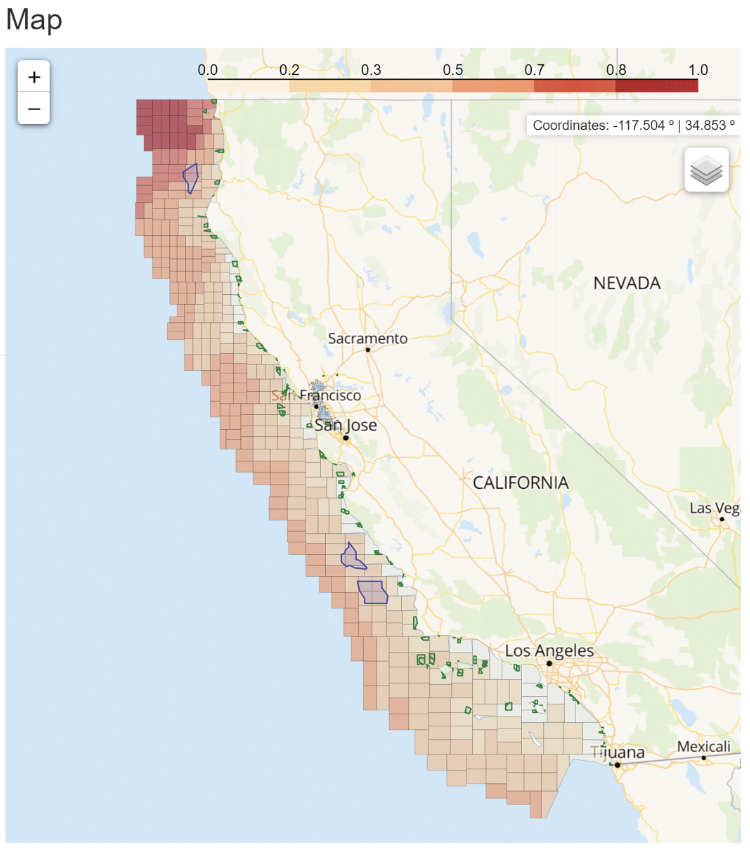 Map
+
−
0.0 0.2 0.3 0.5 0.7 0.8 1.0
Coordinates: -117.504 º | 34.853 º
NEVADA
Sacramento
San Francisco
San Jose
CALIFORNIA
Las Veg
Los Angeles
Tijuana
Mexicali